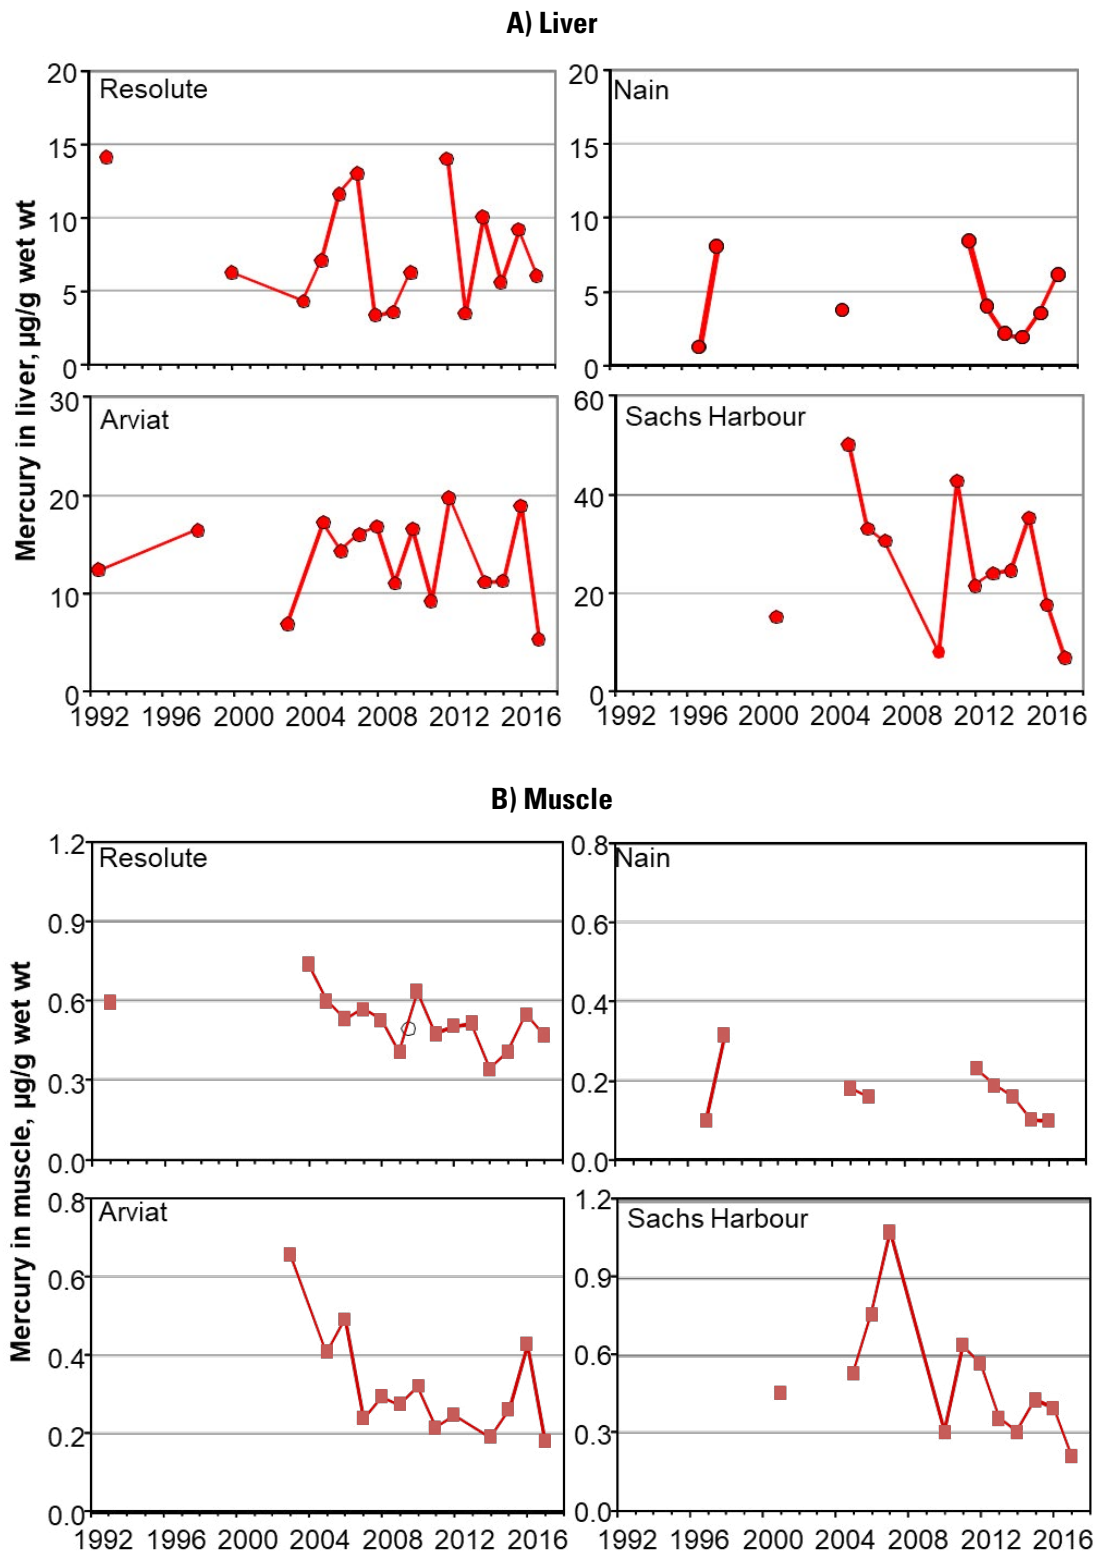 A) Liver
Mercury in liver, µg/g wet wt
20
15
10
5
0
Resolute
20
15
10
5
0
Nain
30
20
10
0
Arviat
1992 1996 2000 2004 2008 2012 2016
60
40
20
0
Sachs Harbour
1992 1996 2000 2004 2008 2012 2016
B) Muscle
Mercury in muscle, µg/g wet wt
1.2
0.9
0.6
0.3
0.0
Resolute
0.8
0.6
0.4
0.2
0.0
Nain
0.8
0.6
0.4
0.2
0.0
Arviat
1992 1996 2000 2004 2008 2012 2016
1.2
0.9
0.6
0.3
0.0
Sachs Harbour
1992 1996 2000 2004 2008 2012 2016